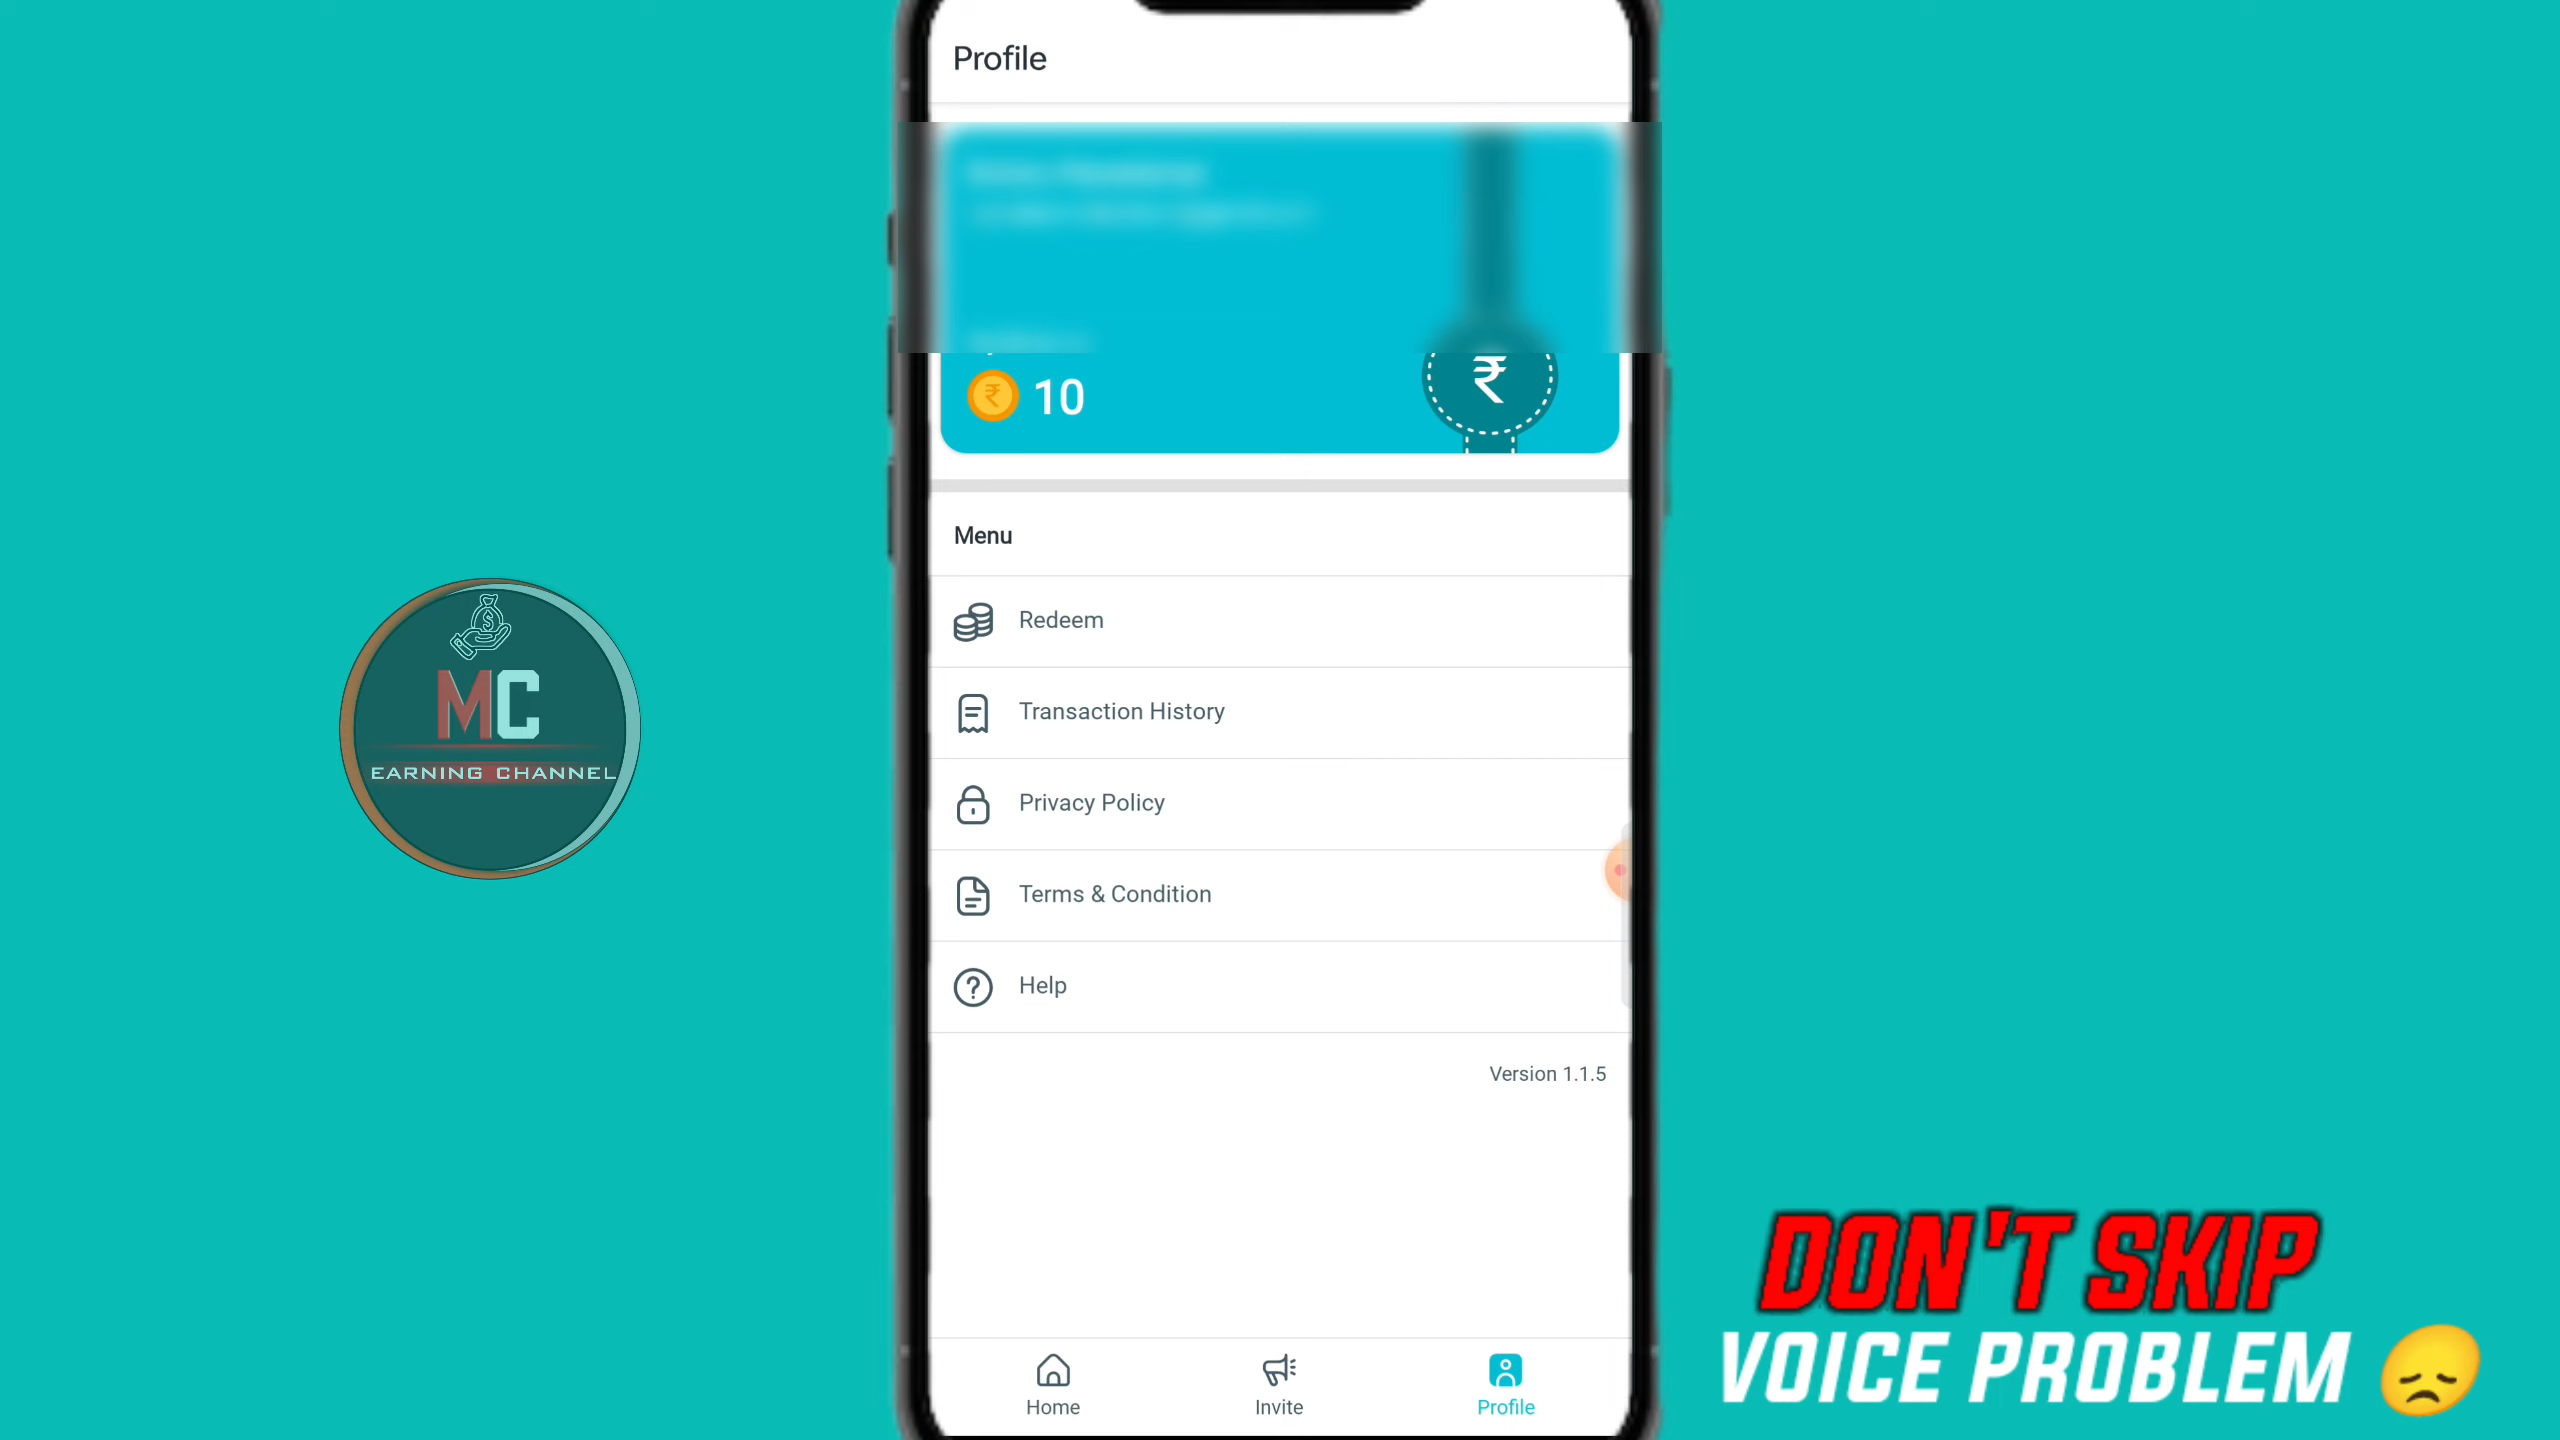 Profile
₹ 10
₹
Menu
Redeem
Transaction History
Privacy Policy
Terms & Condition
Help
Version 1.1.5
Home
Invite
Profile
MC
EARNING CHANNEL
DON'T SKIP
VOICE PROBLEM